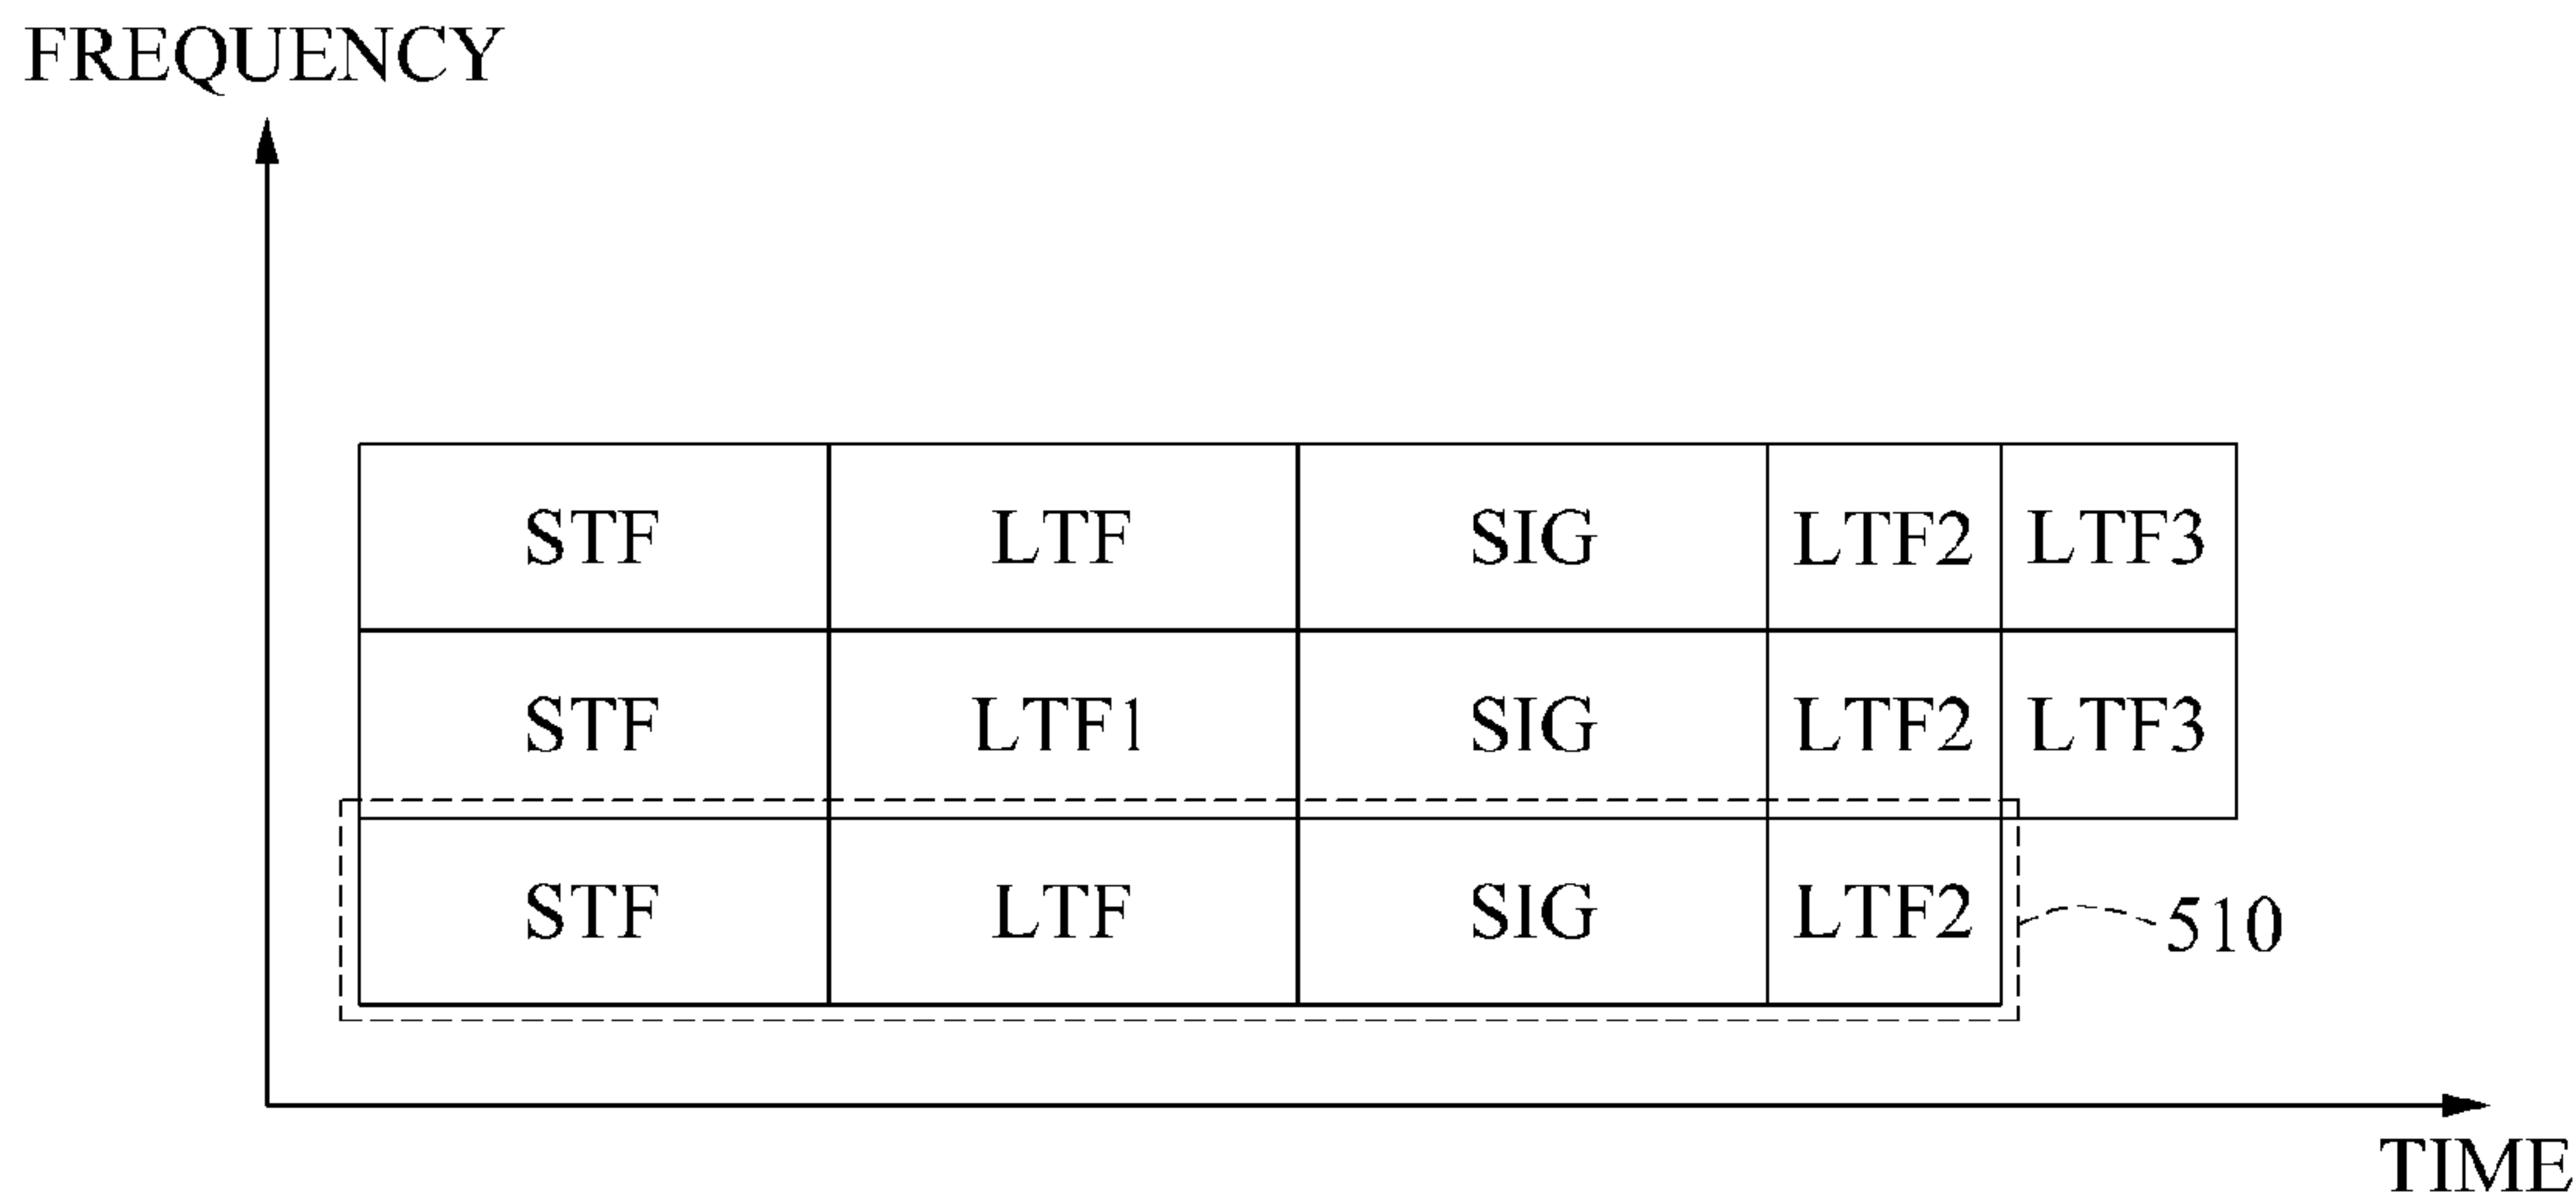 FREQUENCY
STF LTF SIG LTF2 LTF3
STF LTF1 SIG LTF2 LTF3
STF LTF SIG LTF2
510
TIME